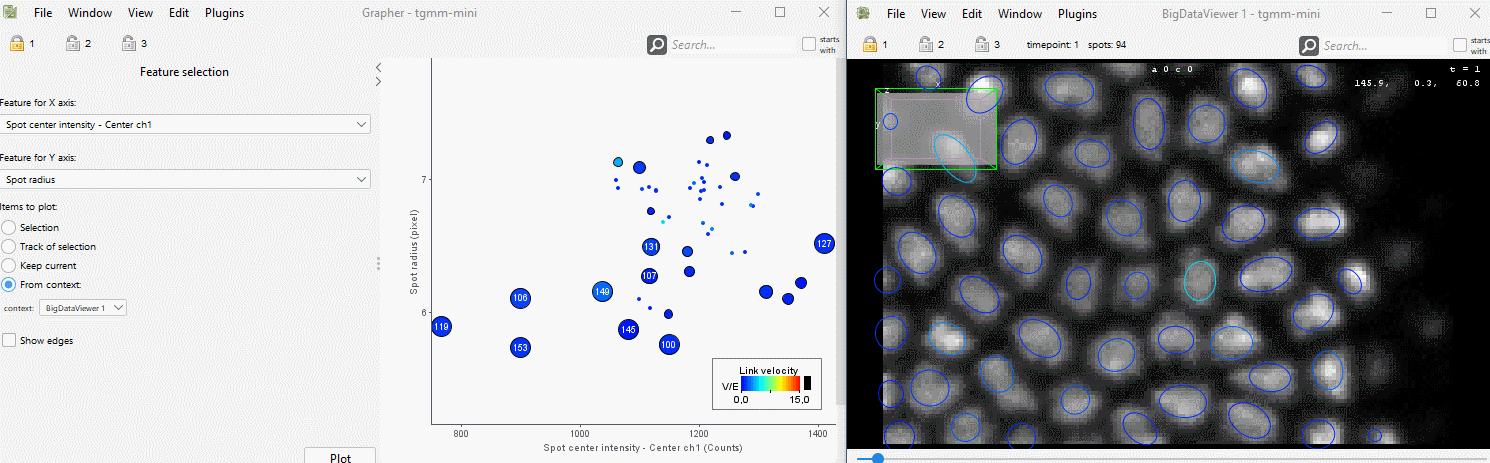 File Window View Edit Plugins Grapher - tgmm-mini
1 2 3 Search... starts with
Feature selection
Feature for X axis:
Spot center intensity - Center ch1
Feature for Y axis:
Spot radius
Items to plot:
Selection
Track of selection
Keep current
From context:
context: BigDataViewer 1
Show edges
Plot
Spot radius (pixel)
7
6
131
127
107
149
106
119
145
153
100
Link velocity
V/E
0,0 15,0
800 1000 1200 1400
Spot center intensity - Center ch1 (Counts)
File View Edit Window Plugins BigDataViewer 1 - tgmm-mini
1 2 3 timepoint: 1 spots: 94 Search... starts with
a 0 c 0 t = 1
145.9, 0.3, 60.8
z x
y